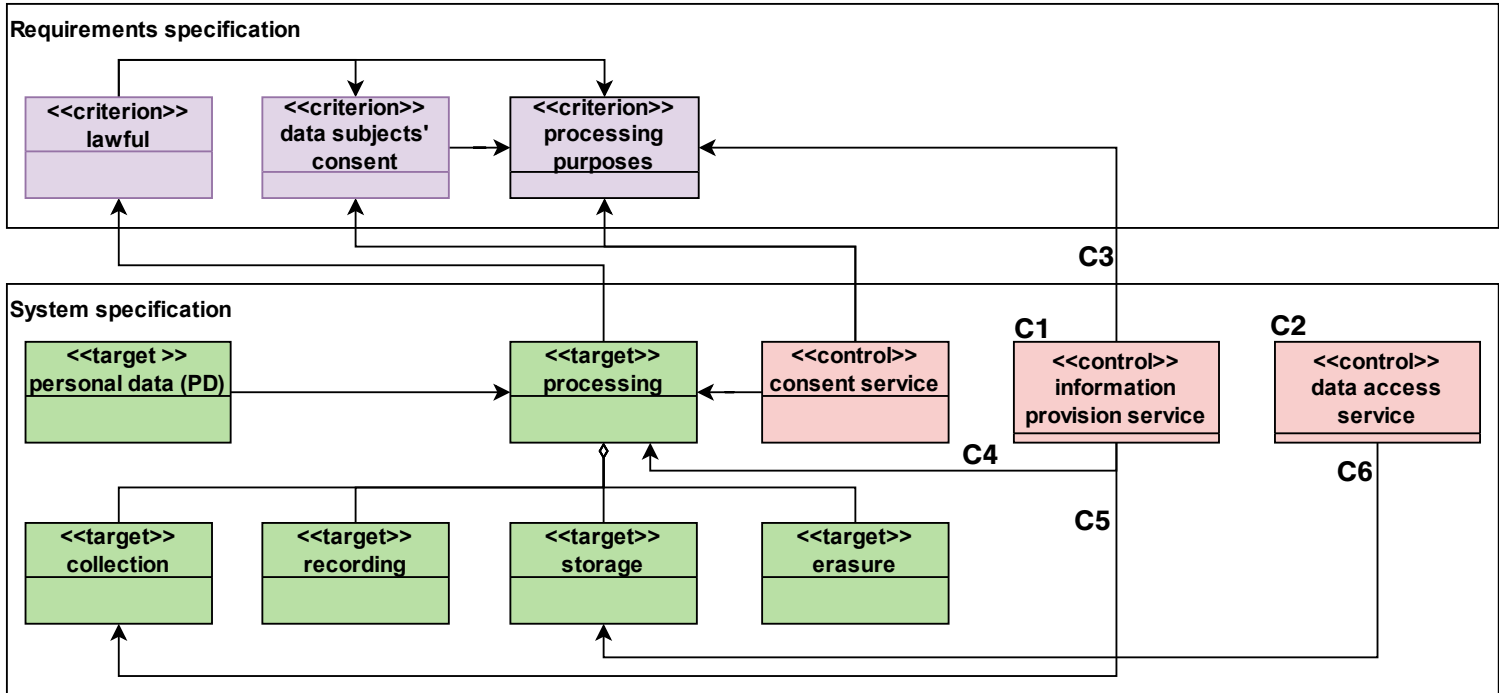 Requirements specification
<<criterion>>
lawful
<<criterion>>
data subjects'
consent
<<criterion>>
processing
purposes
C3
System specification
<<target >>
personal data (PD)
<<target>>
processing
<<control>>
consent service
C1
<<control>>
information
provision service
C2
<<control>>
data access
service
C4
C6
C5
<<target>>
collection
<<target>>
recording
<<target>>
storage
<<target>>
erasure